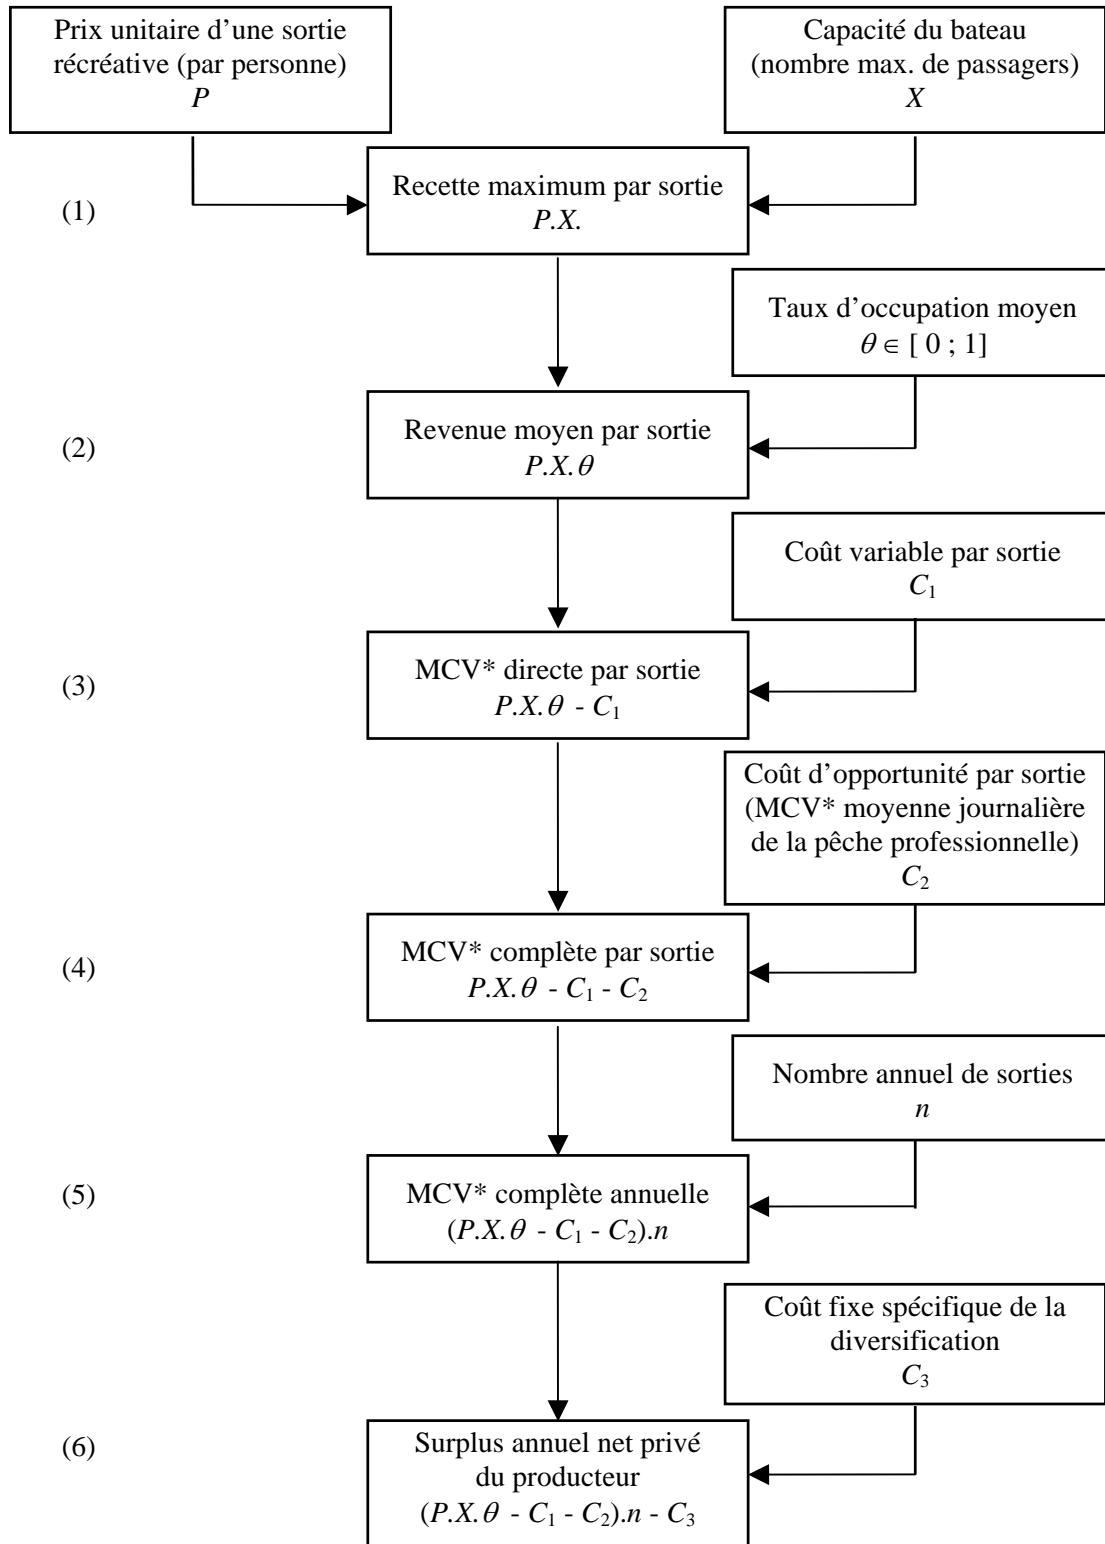 Prix unitaire d’une sortie
récréative (par personne)
P
Capacité du bateau
(nombre max. de passagers)
X
(1)
Recette maximum par sortie
P.X.
Taux d’occupation moyen
θ ∈ [ 0 ; 1]
(2)
Revenue moyen par sortie
P.X.θ
Coût variable par sortie
C₁
(3)
MCV* directe par sortie
P.X.θ - C₁
Coût d’opportunité par sortie
(MCV* moyenne journalière
de la pêche professionnelle)
C₂
(4)
MCV* complète par sortie
P.X.θ - C₁ - C₂
Nombre annuel de sorties
n
(5)
MCV* complète annuelle
(P.X.θ - C₁ - C₂).n
Coût fixe spécifique de la
diversification
C₃
(6)
Surplus annuel net privé
du producteur
(P.X.θ - C₁ - C₂).n - C₃